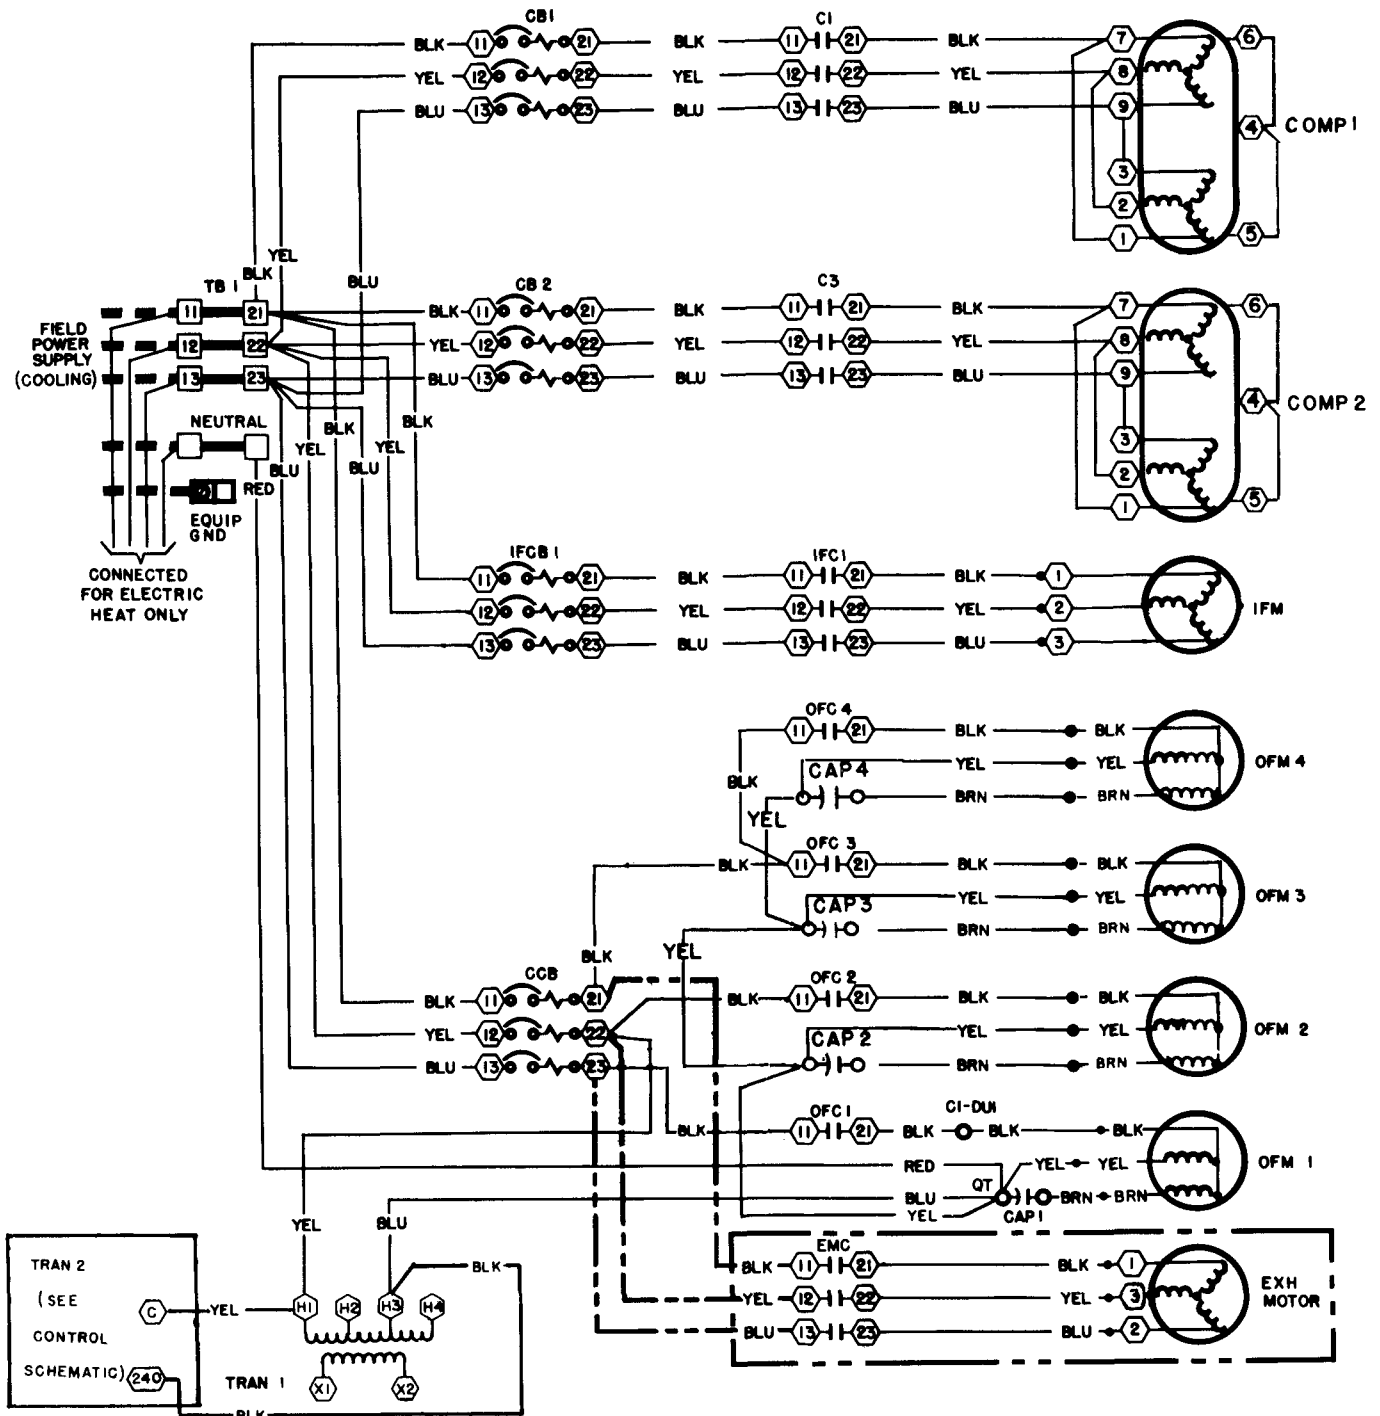 CB1
C1
BLK 11 21 BLK 11 21 BLK 7 6
YEL 12 22 YEL 12 22 YEL 8
BLU 13 23 BLU 13 23 BLU 9
4 COMP 1
3
2
1 5
YEL
BLK
BLU
TB 1
CB 2
C3
11 21 BLK 11 21 BLK 11 21 BLK 7 6
FIELD
POWER
SUPPLY
(COOLING)
12 22 YEL 12 22 YEL 12 22 YEL 8
13 23 BLU 13 23 BLU 13 23 BLU 9
4 COMP 2
NEUTRAL
BLK BLK
YEL YEL
3
BLU BLU
2
RED
1 5
EQUIP
GND
CONNECTED
FOR ELECTRIC
HEAT ONLY
IFCB 1
IFC1
11 21 BLK 11 21 BLK 1
12 22 YEL 12 22 YEL 2 IFM
13 23 BLU 13 23 BLU 3
OFC 4
11 21 BLK BLK
CAP 4 YEL YEL OFM 4
BLK
BRN BRN
YEL
OFC 3
BLK 11 21 BLK BLK
CAP 3 YEL YEL OFM 3
BRN BRN
BLK YEL
CCB
OFC 2
BLK 11 21 BLK 11 21 BLK BLK
YEL 12 22 YEL YEL OFM 2
CAP 2
BLU 13 23 BRN BRN
OFC 1
C1-DU1
BLK 11 21 BLK BLK BLK
RED YEL YEL OFM 1
QT
BLU BRN BRN
YEL CAP 1
YEL BLU
EMC
TRAN 2
(SEE
CONTROL
SCHEMATIC)
C YEL H1 H2 H3 H4 BLK
240
TRAN 1 X1 X2
BLK
BLK 11 21 BLK 1
YEL 12 22 YEL 3
BLU 13 23 BLU 2
EXH
MOTOR